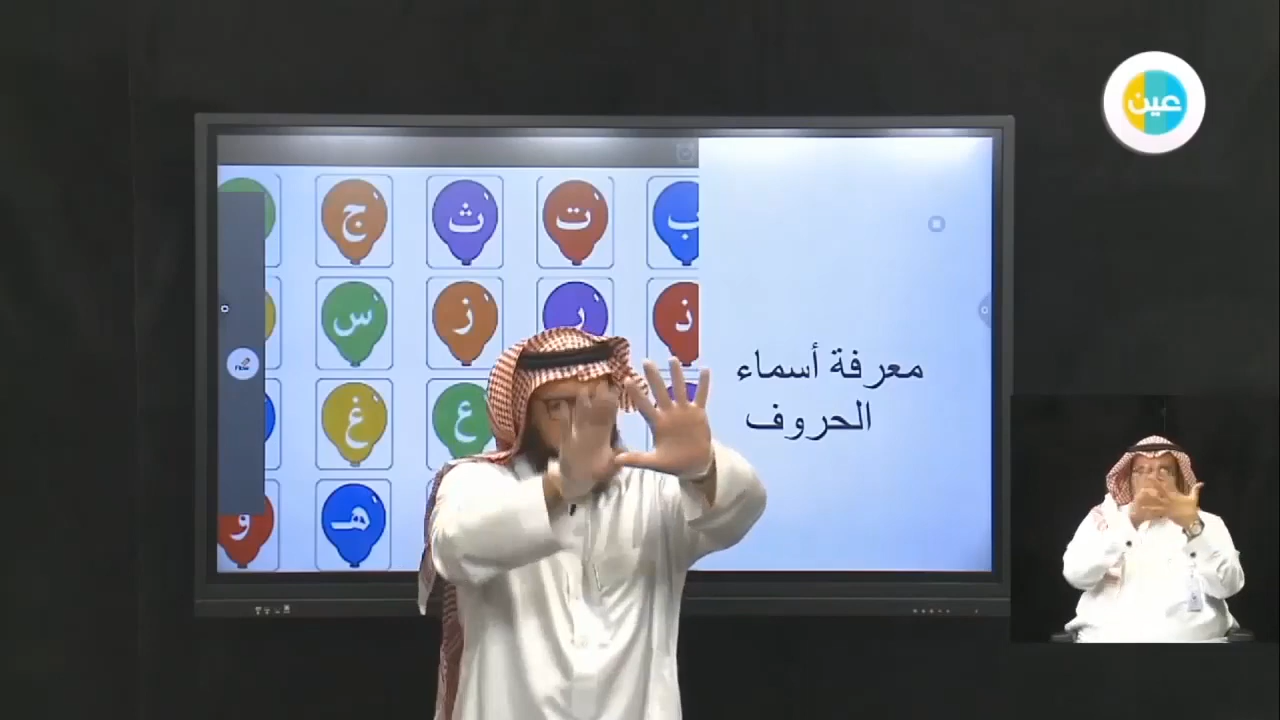 عين
ب ت ث ج
ذ ر ز س
ع غ
هـ و
معرفة أسماء
الحروف